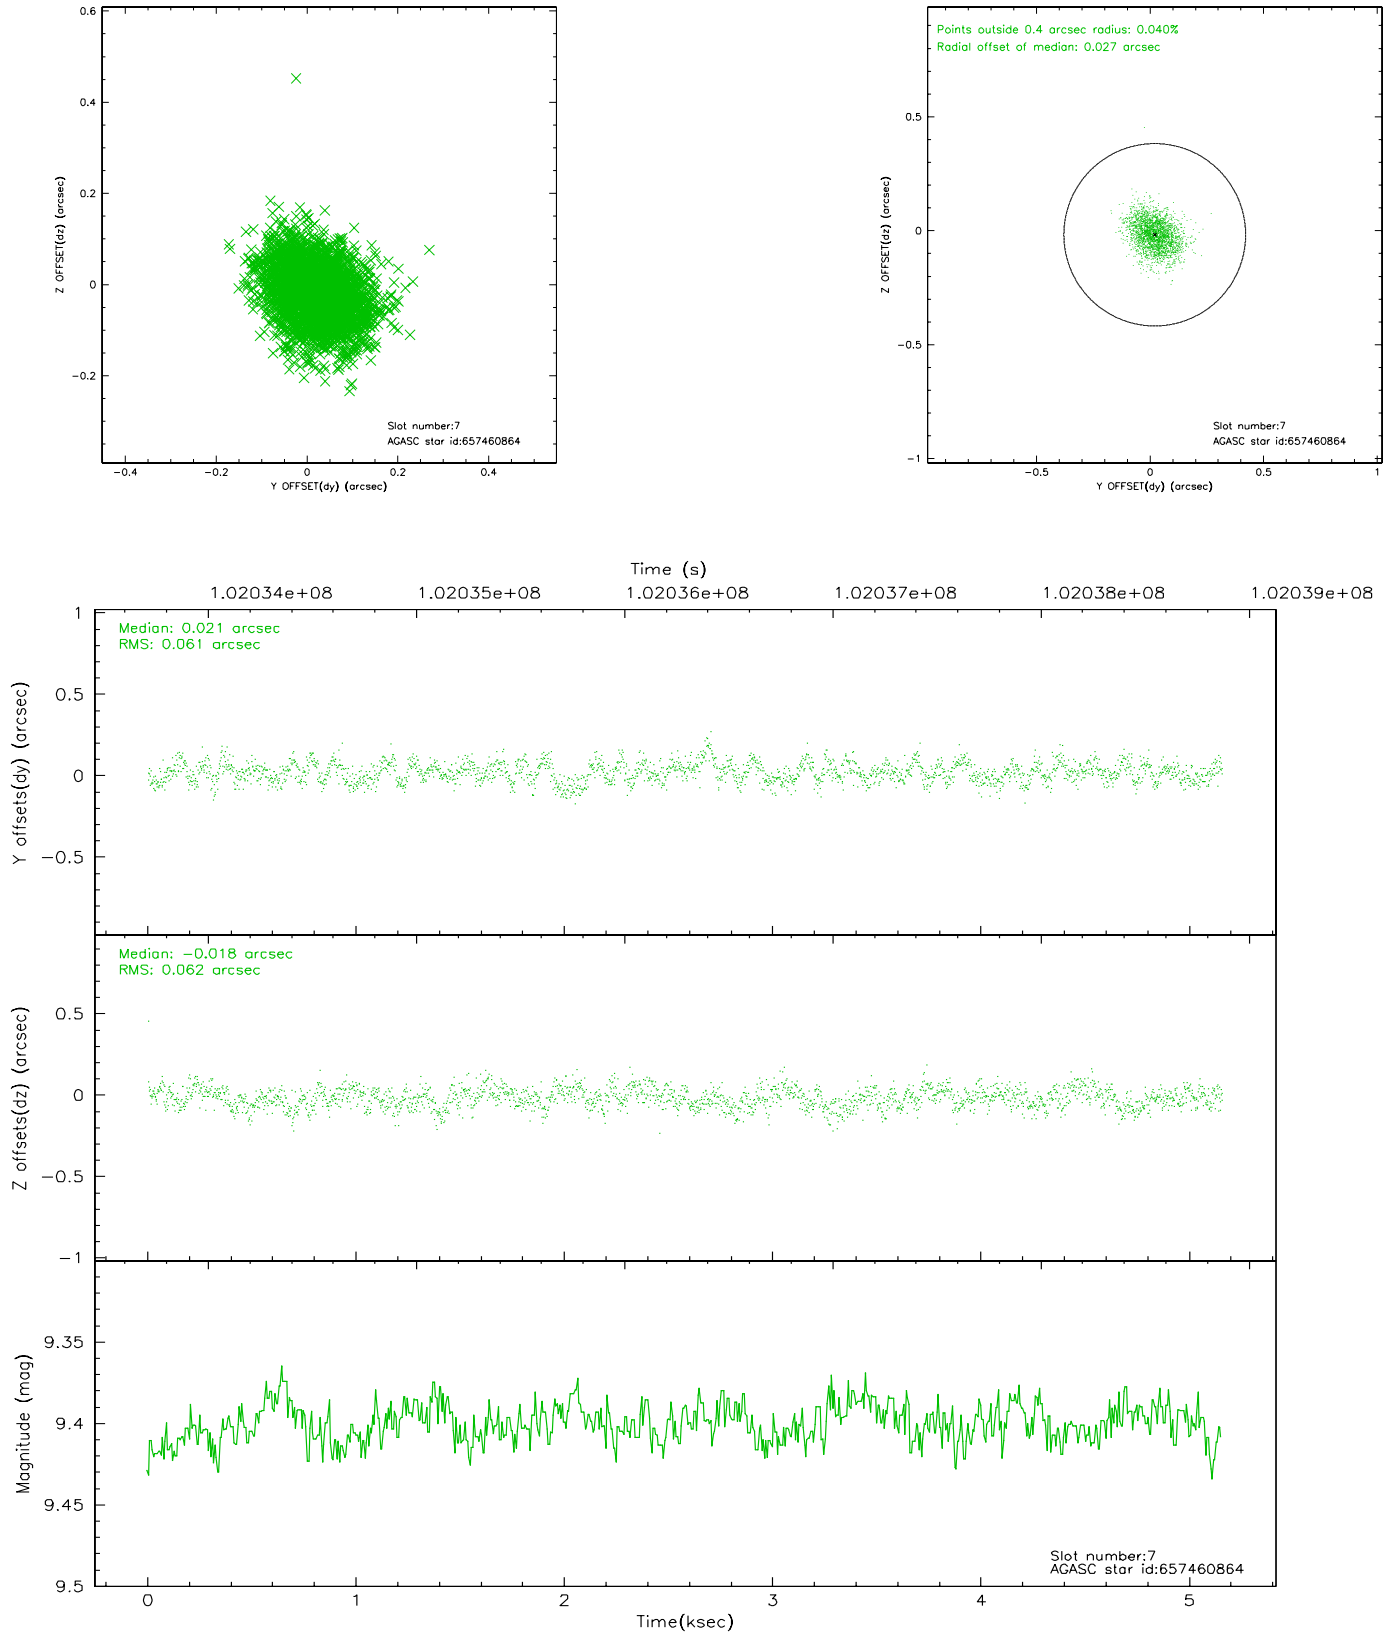 0.6
0.4
0.2
0
−0.2
−0.4
−0.2
0
0.2
0.4
Z OFFSET(dz) (arcsec)
Y OFFSET(dy) (arcsec)
Slot number:7
AGASC star id:657460864
Points outside 0.4 arcsec radius: 0.040%
Radial offset of median: 0.027 arcsec
0.5
0
−0.5
−1
−0.5
0
0.5
1
Z OFFSET(dz) (arcsec)
Y OFFSET(dy) (arcsec)
Slot number:7
AGASC star id:657460864
Time (s)
1.02034e+08
1.02035e+08
1.02036e+08
1.02037e+08
1.02038e+08
1.02039e+08
Median: 0.021 arcsec
RMS: 0.061 arcsec
1
0.5
0
−0.5
Y offsets(dy) (arcsec)
Median: −0.018 arcsec
RMS: 0.062 arcsec
0.5
0
−0.5
−1
Z offsets(dz) (arcsec)
9.35
9.4
9.45
9.5
Magnitude (mag)
Slot number:7
AGASC star id:657460864
0
1
2
3
4
5
Time(ksec)